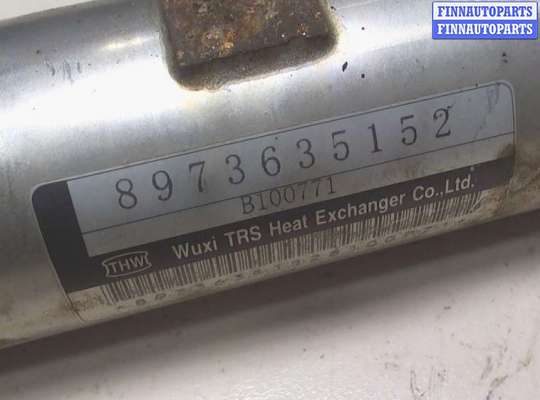 FINNAUTOPARTS
FINNAUTOPARTS
8973635152
B100771
THW Wuxi TRS Heat Exchanger Co.,Ltd.